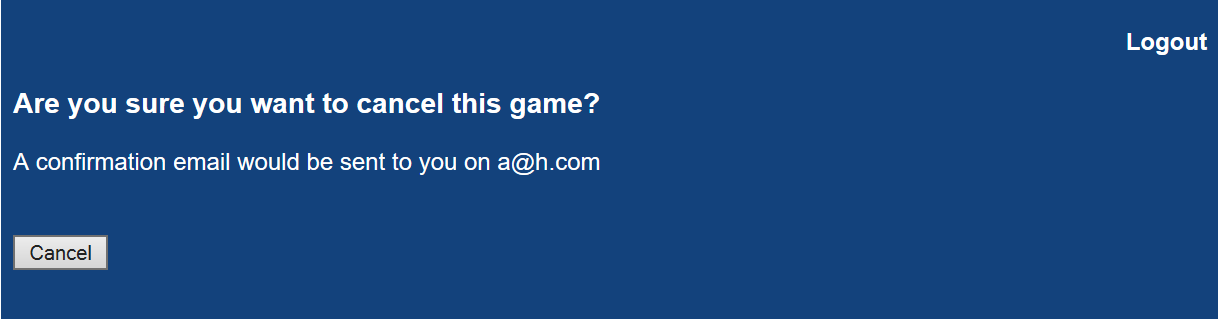 Logout
Are you sure you want to cancel this game?
A confirmation email would be sent to you on a@h.com
Cancel